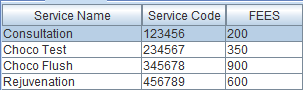 Service Name Service Code FEES
Consultation 123456 200
Choco Test 234567 350
Choco Flush 345678 900
Rejuvenation 456789 600